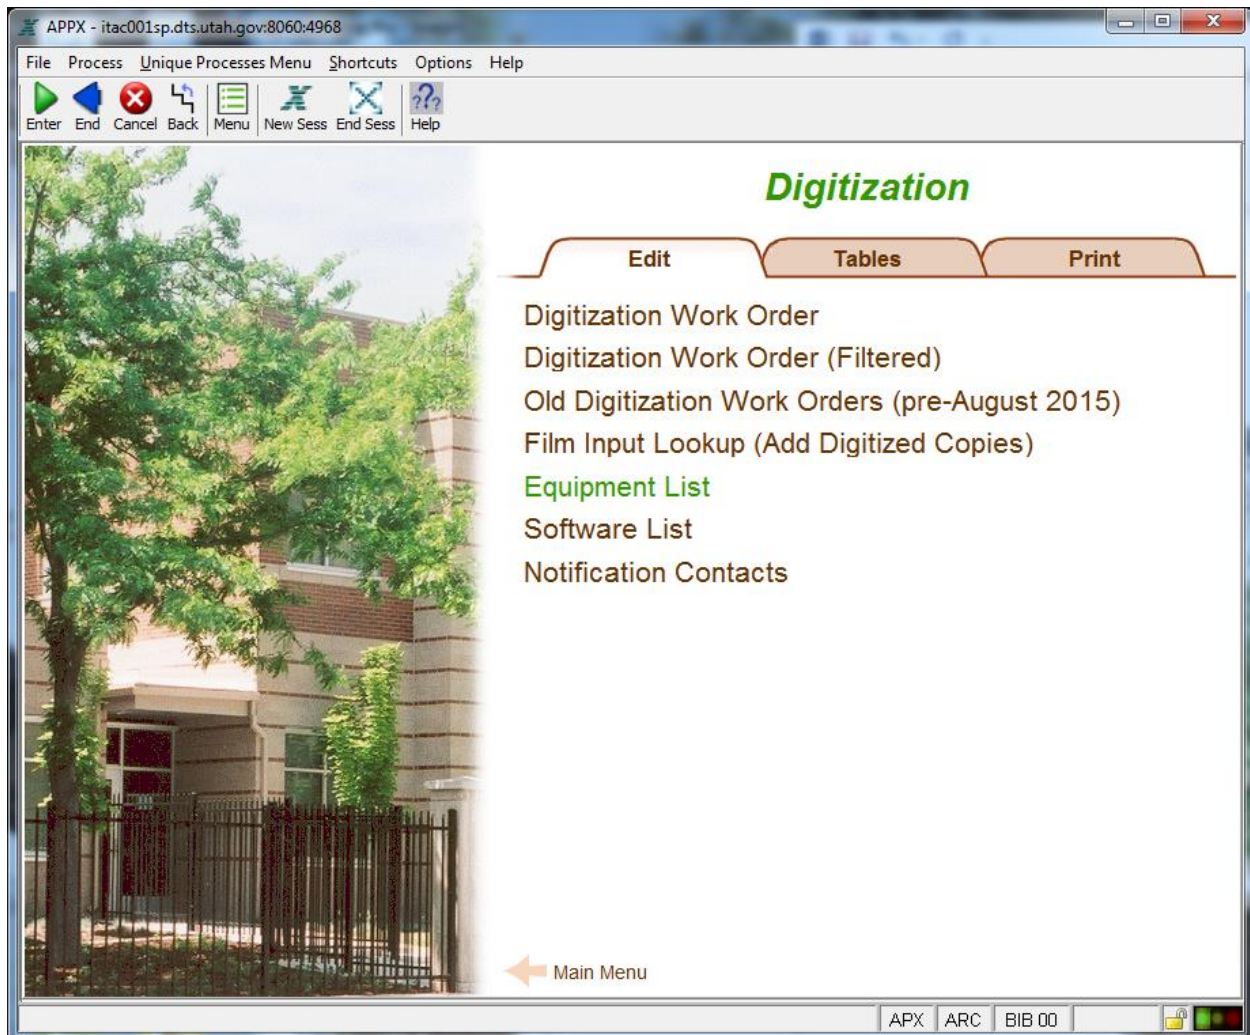 APPX - itac001sp.dts.utah.gov:8060:4968
File Process Unique Processes Menu Shortcuts Options Help
Enter End Cancel Back Menu New Sess End Sess Help
Digitization
Edit Tables Print
Digitization Work Order
Digitization Work Order (Filtered)
Old Digitization Work Orders (pre-August 2015)
Film Input Lookup (Add Digitized Copies)
Equipment List
Software List
Notification Contacts
Main Menu
APX ARC BIB 00